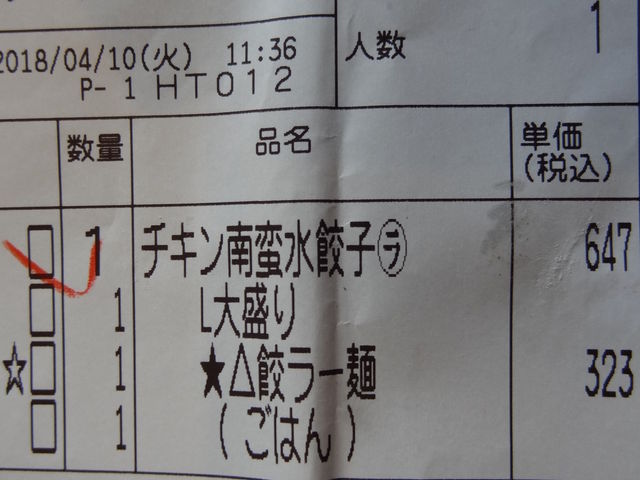 2018/04/10(火) 11:36
P- 1 HT012
人数
1
数量 品名 単価(税込)
1 チキン南蛮水餃子㋶ 647
1 L大盛り
☆ 1 ★△餃ラー麺 323
1 (ごはん)